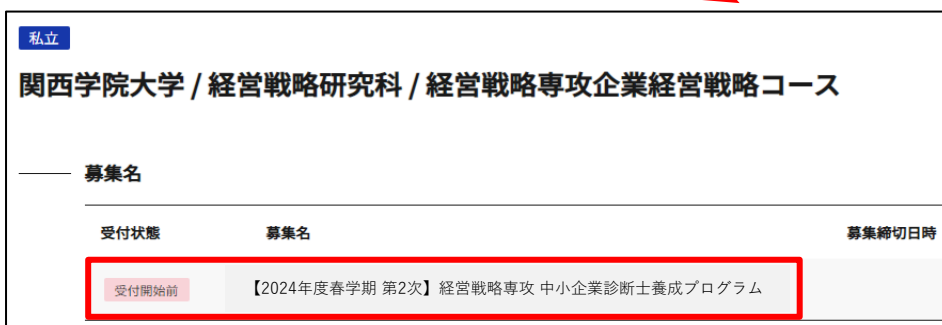 私立
関西学院大学 / 経営戦略研究科 / 経営戦略専攻企業経営戦略コース
募集名
受付状態 募集名 募集締切日時
受付開始前 【2024年度春学期 第2次】経営戦略専攻 中小企業診断士養成プログラム